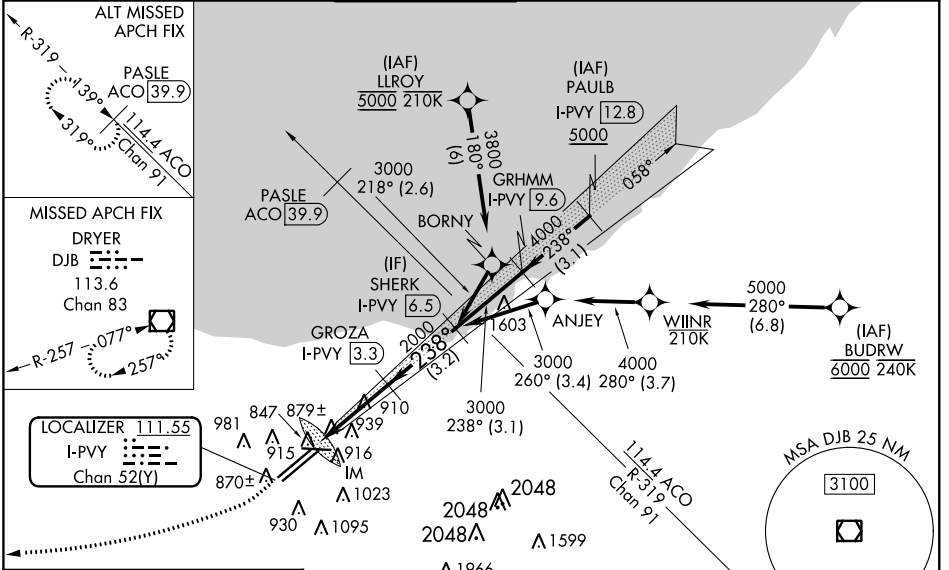 ALT MISSED
APCH FIX
R-319
139°
PASLE
ACO 39.9
319°
114.4 ACO
Chan 91
MISSED APCH FIX
DRYER
DJB
113.6
Chan 83
R-257
077°
257°
(IAF)
LLROY
5000 210K
3800
180°
(6)
(IAF)
PAULB
I-PVY 12.8
5000
058°
3000
218° (2.6)
PASLE
ACO 39.9
GRHMM
I-PVY 9.6
BORNY
4000
238°
(3.1)
(IF)
SHERK
I-PVY 6.5
1603
ANJEY
WIINR
210K
5000
280°
(6.8)
(IAF)
BUDRW
6000 240K
GROZA
I-PVY 3.3
2000
238°
(3.2)
3000
260° (3.4)
4000
280° (3.7)
3000
238° (3.1)
LOCALIZER 111.55
I-PVY
Chan 52(Y)
981
847
879±
910
939
915
916
IM
870±
1023
930
1095
2048
2048
2048
1599
1966
114.4 ACO
R-319
Chan 91
MSA DJB 25 NM
3100